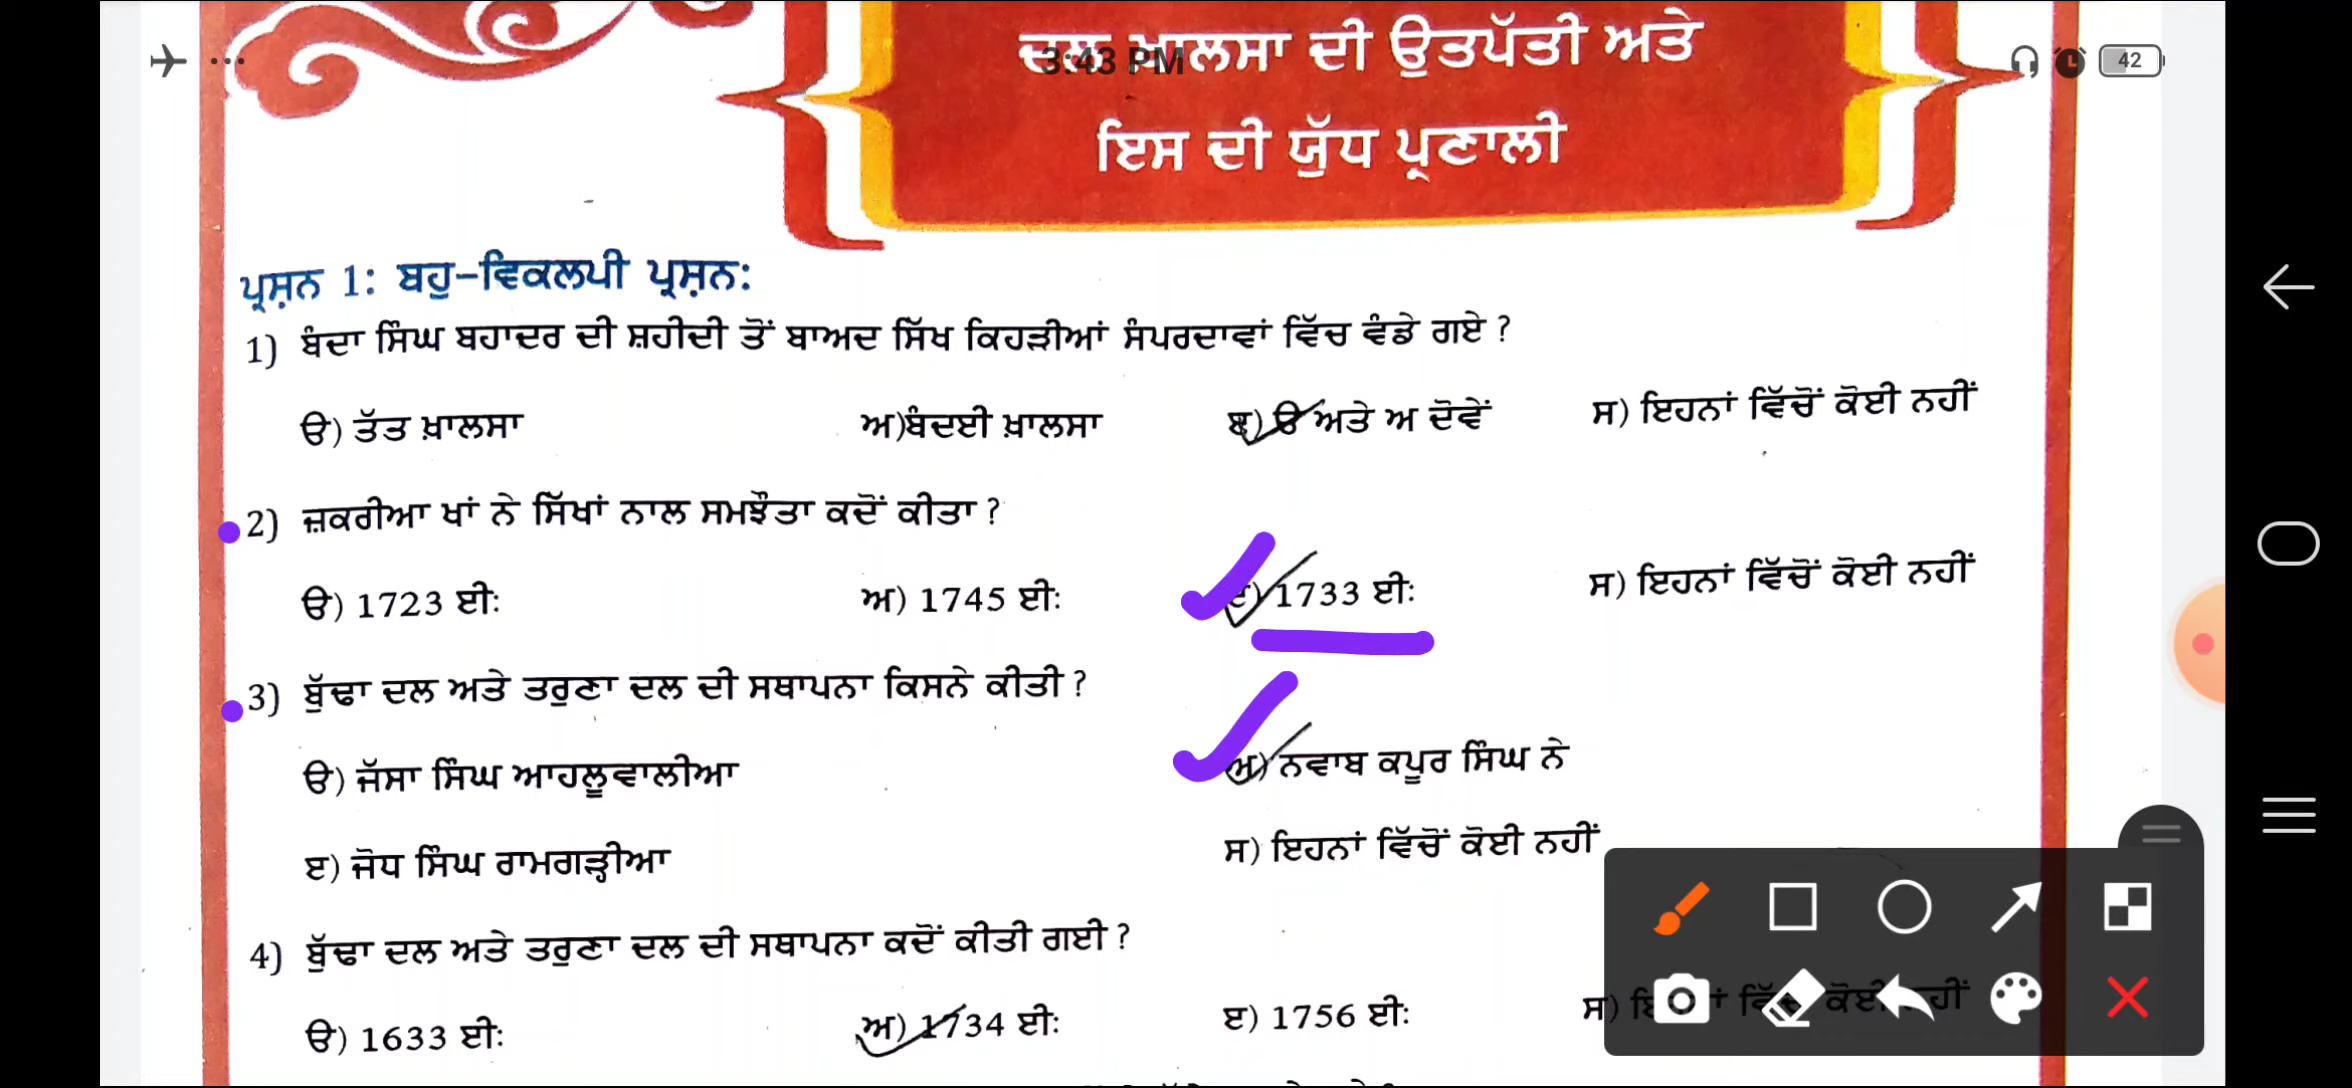 3:43 PM
42
ਦਲ ਖ਼ਾਲਸਾ ਦੀ ਉਤਪੱਤੀ ਅਤੇ
ਇਸ ਦੀ ਯੁੱਧ ਪ੍ਰਣਾਲੀ
ਪ੍ਰਸ਼ਨ 1: ਬਹੁ-ਵਿਕਲਪੀ ਪ੍ਰਸ਼ਨ:
1) ਬੰਦਾ ਸਿੰਘ ਬਹਾਦਰ ਦੀ ਸ਼ਹੀਦੀ ਤੋਂ ਬਾਅਦ ਸਿੱਖ ਕਿਹੜੀਆਂ ਸੰਪਰਦਾਵਾਂ ਵਿੱਚ ਵੰਡੇ ਗਏ ?
ੳ) ਤੱਤ ਖ਼ਾਲਸਾ ਅ)ਬੰਦਈ ਖ਼ਾਲਸਾ ੲ) ੳ ਅਤੇ ਅ ਦੋਵੇਂ ਸ) ਇਹਨਾਂ ਵਿੱਚੋਂ ਕੋਈ ਨਹੀਂ
2) ਜ਼ਕਰੀਆ ਖਾਂ ਨੇ ਸਿੱਖਾਂ ਨਾਲ ਸਮਝੌਤਾ ਕਦੋਂ ਕੀਤਾ ?
ੳ) 1723 ਈ: ਅ) 1745 ਈ: ੲ) 1733 ਈ: ਸ) ਇਹਨਾਂ ਵਿੱਚੋਂ ਕੋਈ ਨਹੀਂ
3) ਬੁੱਢਾ ਦਲ ਅਤੇ ਤਰੁਣਾ ਦਲ ਦੀ ਸਥਾਪਨਾ ਕਿਸਨੇ ਕੀਤੀ ?
ੳ) ਜੱਸਾ ਸਿੰਘ ਆਹਲੂਵਾਲੀਆ ਅ) ਨਵਾਬ ਕਪੂਰ ਸਿੰਘ ਨੇ
ੲ) ਜੋਧ ਸਿੰਘ ਰਾਮਗੜ੍ਹੀਆ ਸ) ਇਹਨਾਂ ਵਿੱਚੋਂ ਕੋਈ ਨਹੀਂ
4) ਬੁੱਢਾ ਦਲ ਅਤੇ ਤਰੁਣਾ ਦਲ ਦੀ ਸਥਾਪਨਾ ਕਦੋਂ ਕੀਤੀ ਗਈ ?
ੳ) 1633 ਈ: ਅ) 1734 ਈ: ੲ) 1756 ਈ: ਸ) ਕੋਈ